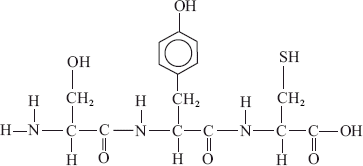 OH
OH SH
H CH₂ H CH₂ H CH₂
H–N–C–C–N–C–C–N–C–C–OH
H O H O H O